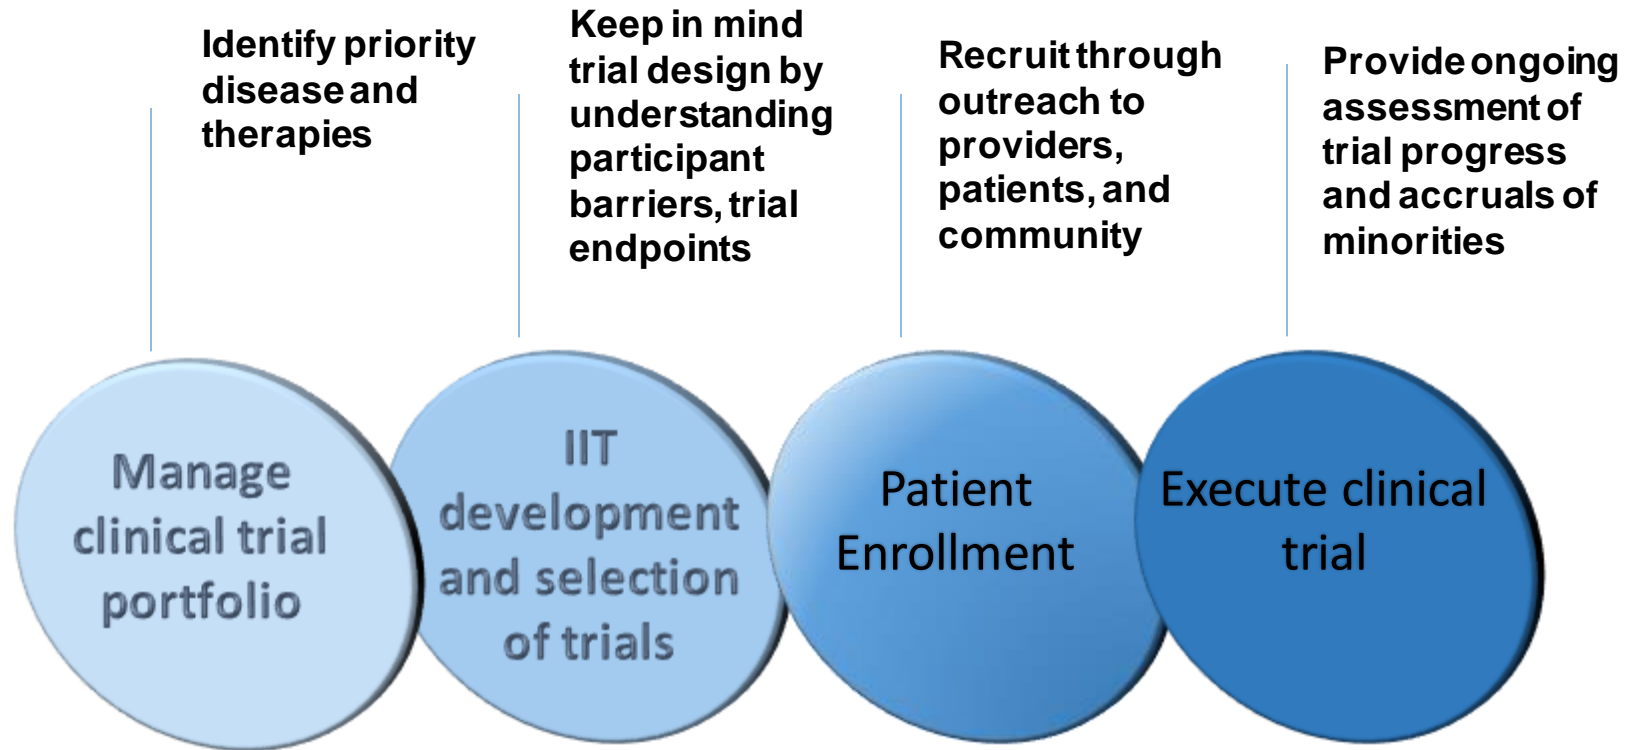 Identify priority
disease and
therapies
Keep in mind
trial design by
understanding
participant
barriers, trial
endpoints
Recruit through
outreach to
providers,
patients, and
community
Provide ongoing
assessment of
trial progress
and accruals of
minorities
Manage
clinical trial
portfolio
IIT
development
and selection
of trials
Patient
Enrollment
Execute clinical
trial